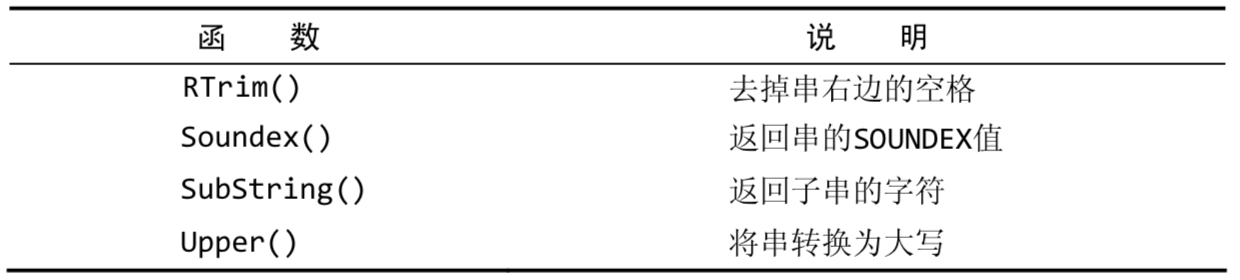 函 数 说 明
RTrim() 去掉串右边的空格
Soundex() 返回串的SOUNDEX值
SubString() 返回子串的字符
Upper() 将串转换为大写